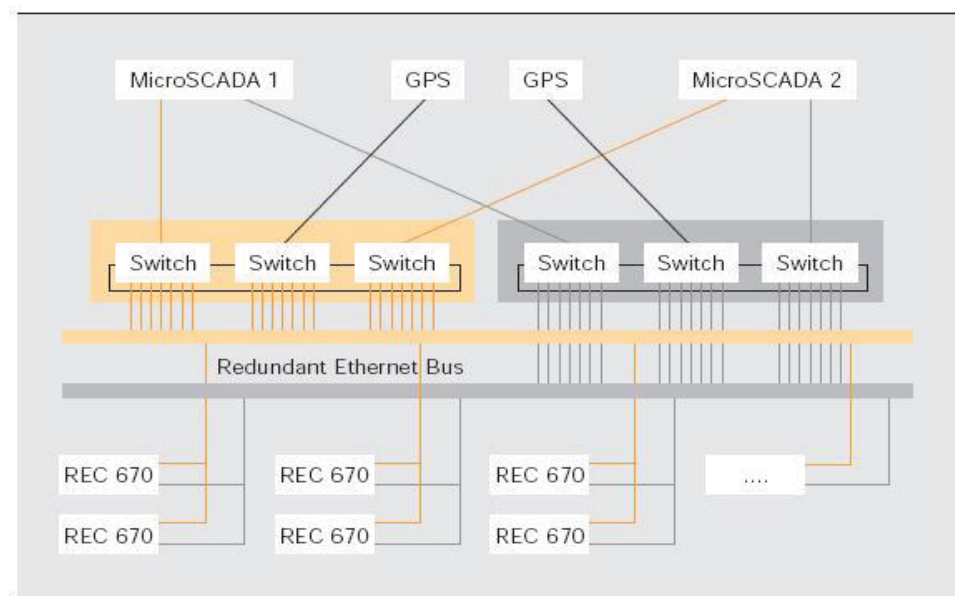 MicroSCADA 1
GPS
GPS
MicroSCADA 2
Switch
Switch
Switch
Switch
Switch
Switch
Redundant Ethernet Bus
REC 670
REC 670
REC 670
....
REC 670
REC 670
REC 670